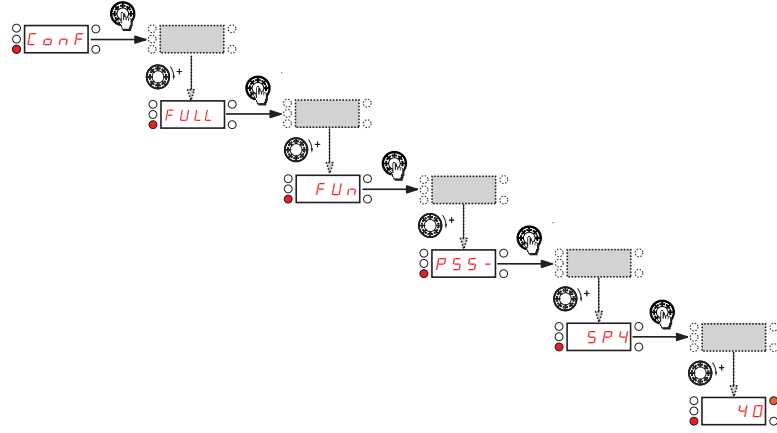 ConF
+
FULL
+
FUn
+
PSS-
+
SP4
+
40